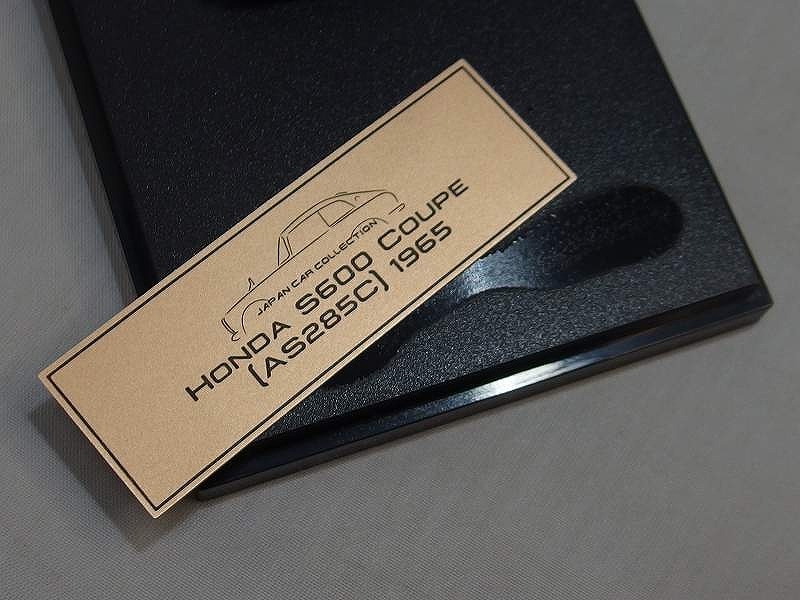 JAPAN CAR COLLECTION
HONDA S600 COUPE
(AS285C) 1965